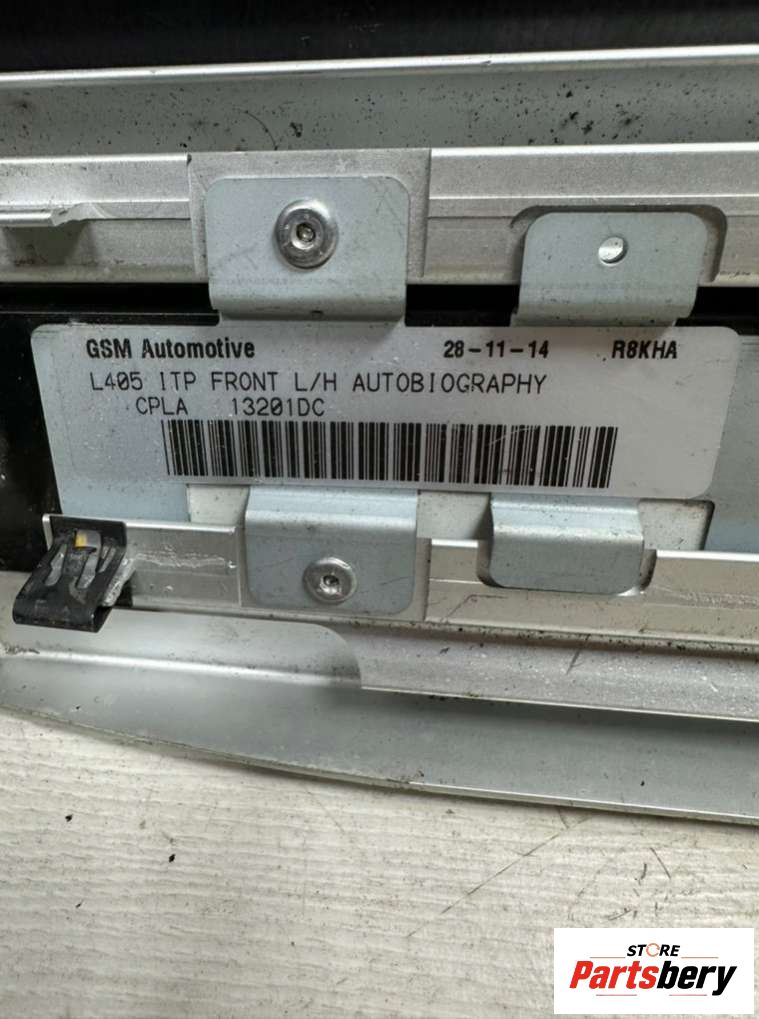 GSM Automotive 28-11-14 R8KHA
L405 ITP FRONT L/H AUTOBIOGRAPHY
CPLA 13201DC
STORE
Partsbery